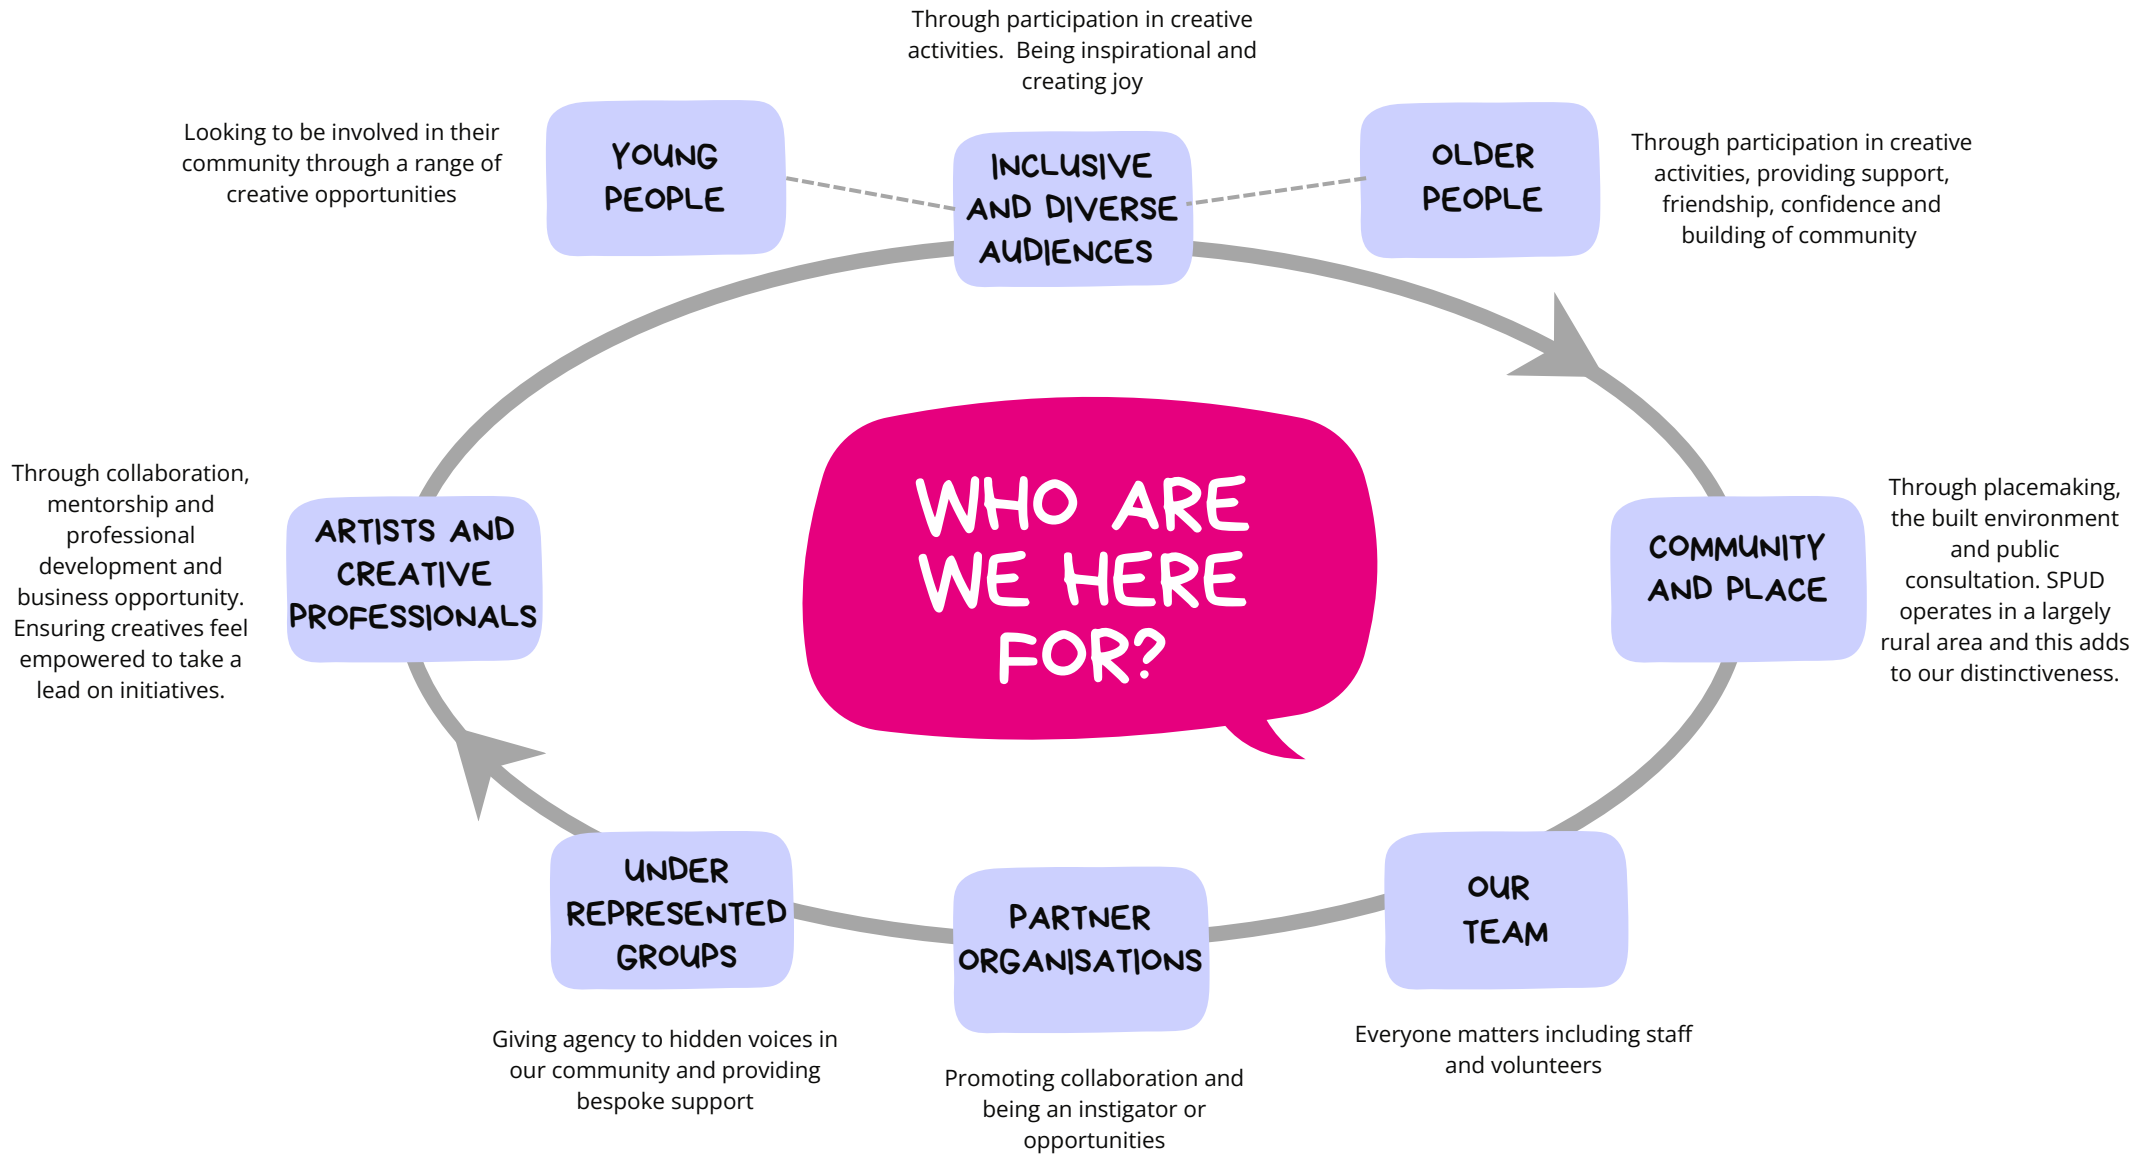 Through participation in creative
activities.  Being inspirational and
creating joy
Looking to be involved in their
community through a range of
creative opportunities
YOUNG
PEOPLE
INCLUSIVE
AND DIVERSE
AUDIENCES
OLDER
PEOPLE
Through participation in creative
activities, providing support,
friendship, confidence and
building of community
WHO ARE
WE HERE
FOR?
Through collaboration,
mentorship and
professional
development and
business opportunity.
Ensuring creatives feel
empowered to take a
lead on initiatives.
ARTISTS AND
CREATIVE
PROFESSIONALS
COMMUNITY
AND PLACE
Through placemaking,
the built environment
and public
consultation. SPUD
operates in a largely
rural area and this adds
to our distinctiveness.
UNDER
REPRESENTED
GROUPS
PARTNER
ORGANISATIONS
OUR
TEAM
Giving agency to hidden voices in
our community and providing
bespoke support
Promoting collaboration and
being an instigator or
opportunities
Everyone matters including staff
and volunteers